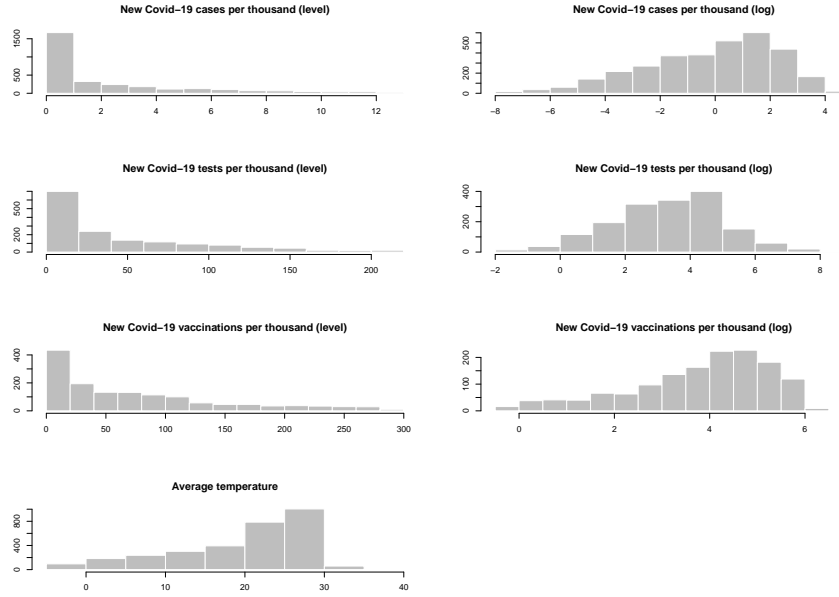 New Covid−19 cases per thousand (level)
0 500 1500
0 2 4 6 8 10 12
New Covid−19 cases per thousand (log)
0 200 500
−8 −6 −4 −2 0 2 4
New Covid−19 tests per thousand (level)
0 200 500
0 50 100 150 200
New Covid−19 tests per thousand (log)
0 200 400
−2 0 2 4 6 8
New Covid−19 vaccinations per thousand (level)
0 200 400
0 50 100 150 200 250 300
New Covid−19 vaccinations per thousand (log)
0 100 200
0 2 4 6
Average temperature
0 400 800
0 10 20 30 40